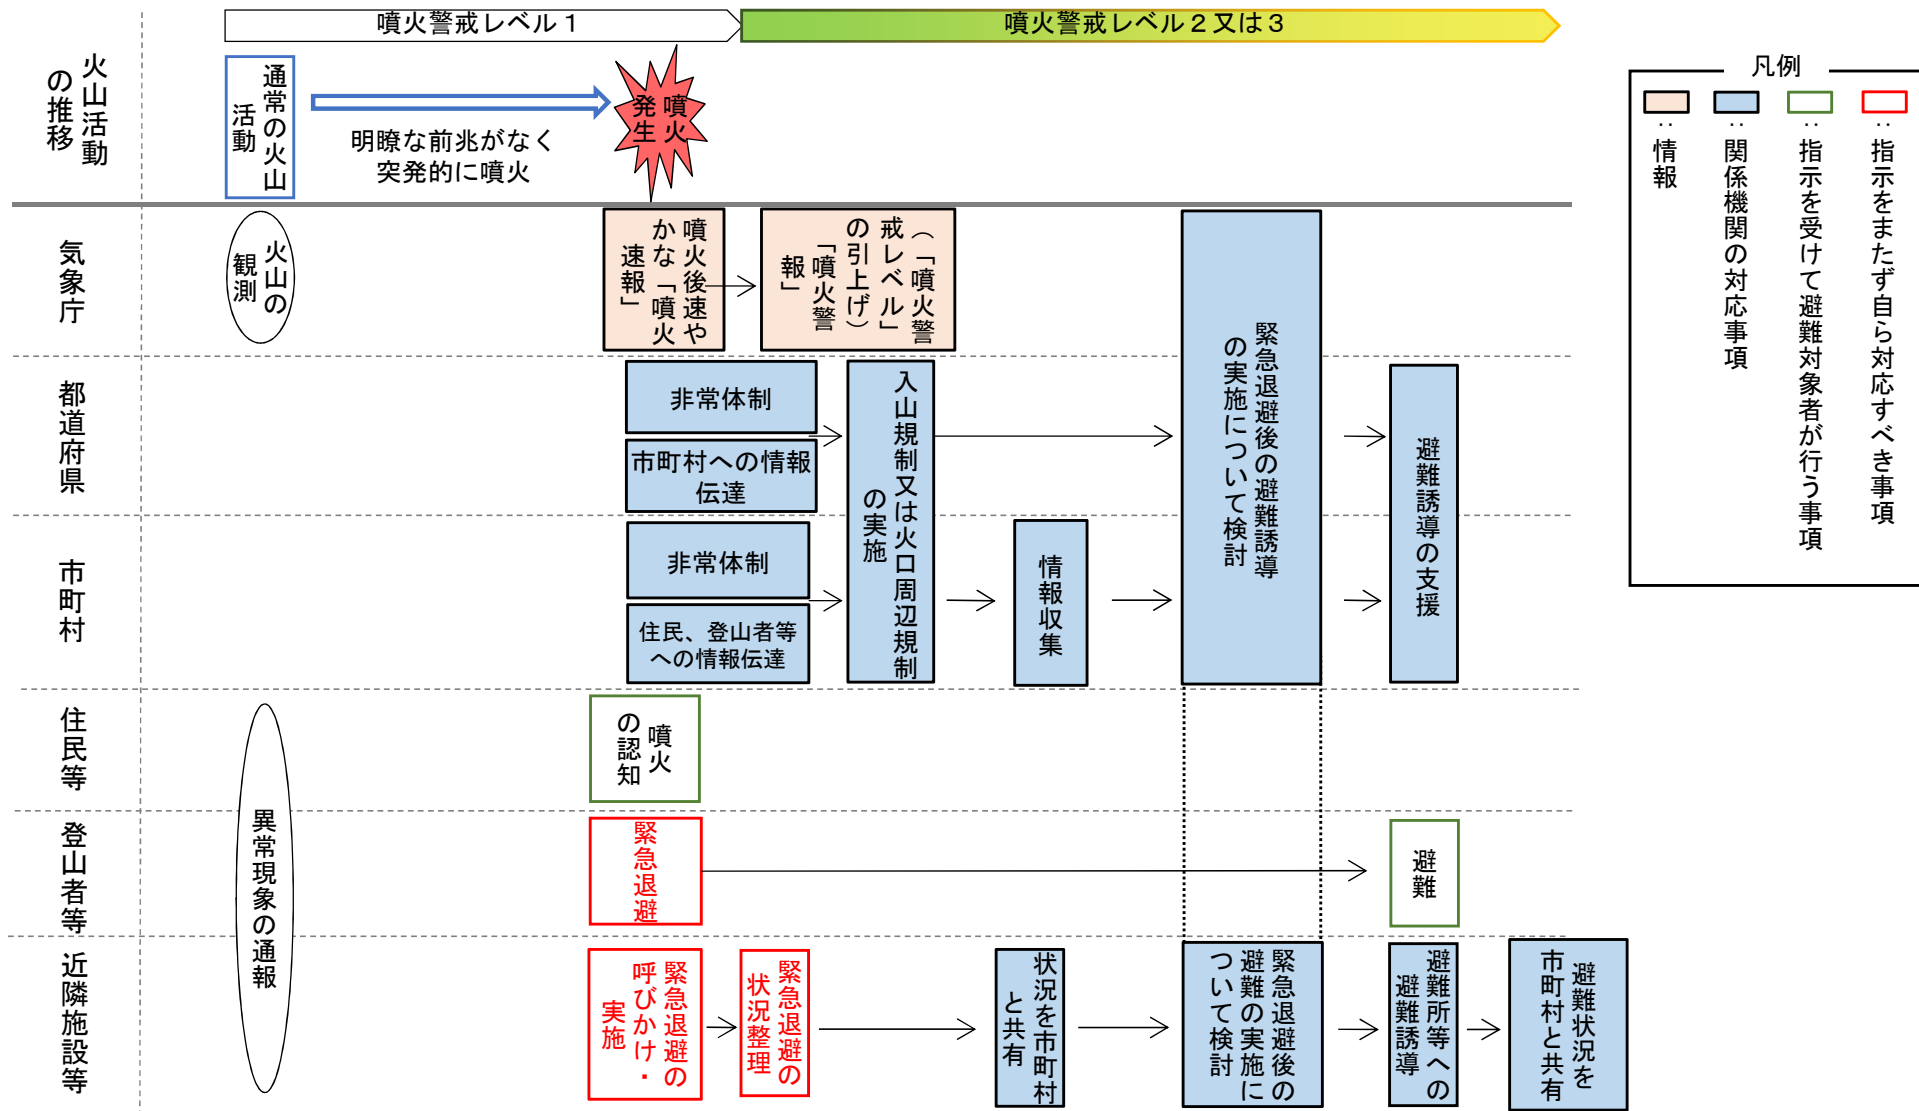 噴火警戒レベル１
噴火警戒レベル２又は３
火山活動
の推移
通常の火山
活動
明瞭な前兆がなく
突発的に噴火
噴火
発生
凡例
：情報
：関係機関の対応事項
：指示を受けて避難対象者が行う事項
：指示をまたず自ら対応すべき事項
気象庁
火山の
観測
噴火後速や
かな「噴火
速報」
（「噴火警
戒レベル」
の引上げ）
「噴火警
報」
緊急退避後の避難誘導
の実施について検討
都道府県
非常体制
市町村への情報
伝達
入山規制又は火口周辺規制
の実施
避難誘導の支援
市町村
非常体制
住民、登山者等
への情報伝達
情報収集
住民等
噴火
の認知
異常現象の通報
登山者等
緊急退避
避難
近隣施設等
緊急退避の
呼びかけ・
実施
緊急退避の
状況整理
状況を市町村
と共有
緊急退避後の
避難の実施に
ついて検討
避難所等への
避難誘導
避難状況を
市町村と共有